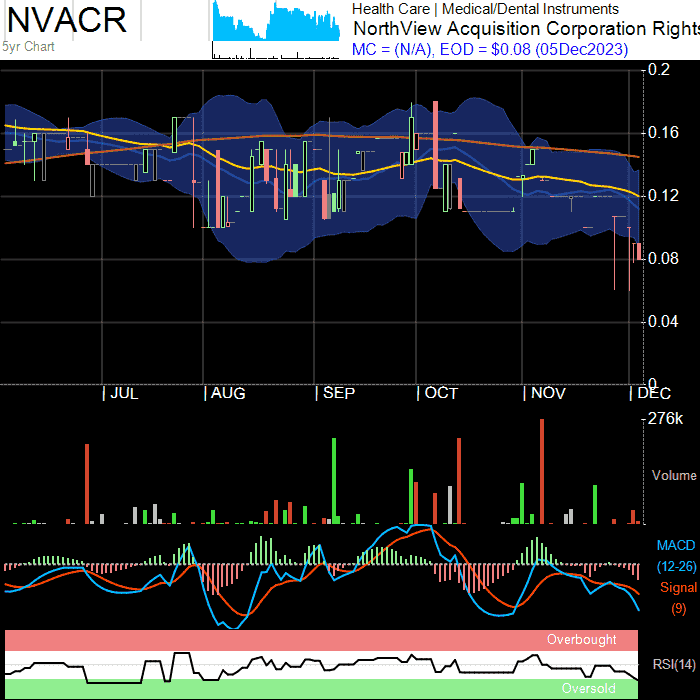 NVACR
5yr Chart
Health Care | Medical/Dental Instruments
NorthView Acquisition Corporation Rights
MC = (N/A), EOD = $0.08 (05Dec2023)
0.2
0.16
0.12
0.08
0.04
0
JUL AUG SEP OCT NOV DEC
276k
Volume
MACD
(12-26)
Signal
(9)
Overbought
RSI(14)
Oversold